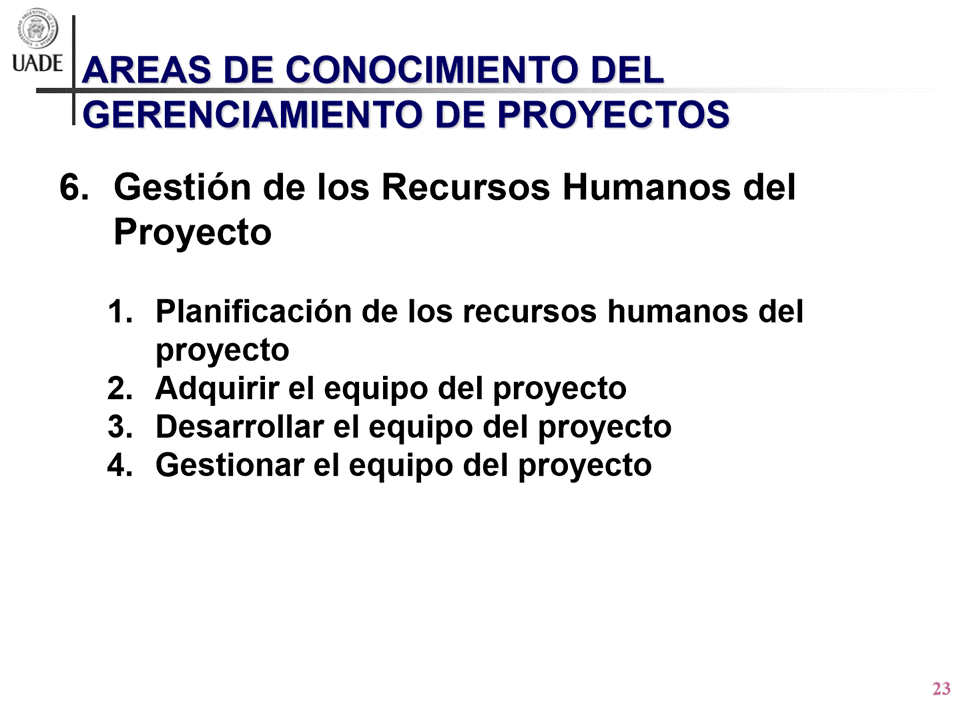 UADE
AREAS DE CONOCIMIENTO DEL
GERENCIAMIENTO DE PROYECTOS
6. Gestión de los Recursos Humanos del
Proyecto
1. Planificación de los recursos humanos del
proyecto
2. Adquirir el equipo del proyecto
3. Desarrollar el equipo del proyecto
4. Gestionar el equipo del proyecto
23